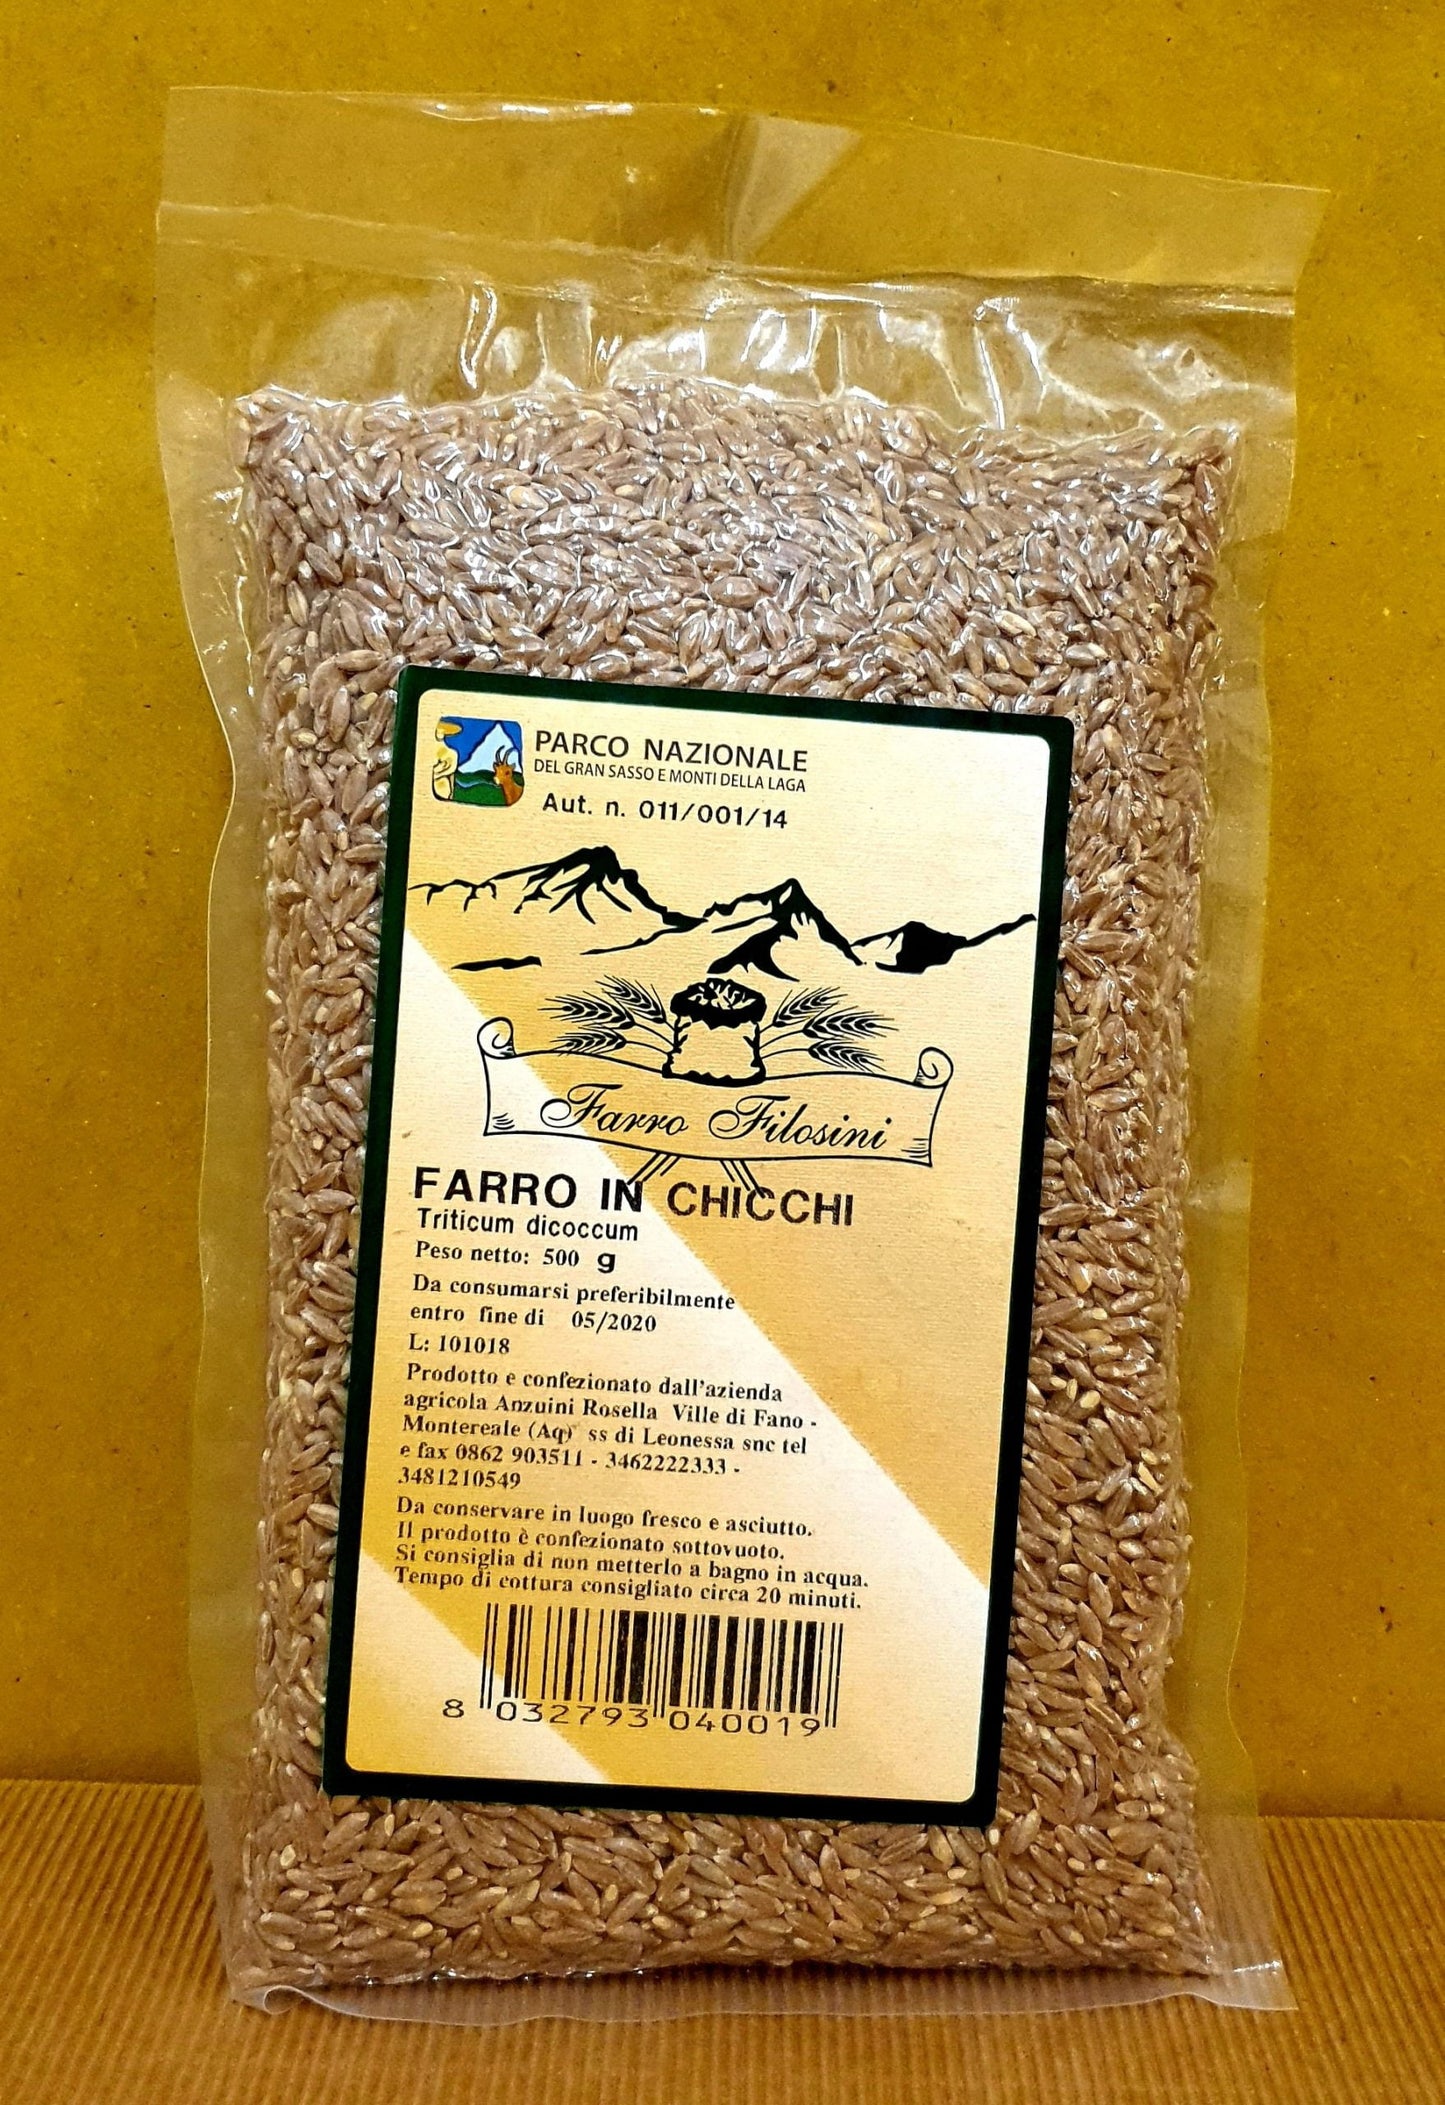 PARCO NAZIONALE
DEL GRAN SASSO E MONTI DELLA LAGA
Aut. n. 011/001/14
Farro Filosini
FARRO IN CHICCHI
Triticum dicoccum
Peso netto: 500 g
Da consumarsi preferibilmente
entro fine di 05/2020
L: 101018
Prodotto e confezionato dall'azienda
agricola Anzuini Rosella Ville di Fano -
Montereale (Aq) ss di Leonessa snc tel
e fax 0862 903511 - 3462222333 -
3481210549
Da conservare in luogo fresco e asciutto.
Il prodotto è confezionato sottovuoto.
Si consiglia di non metterlo a bagno in acqua.
Tempo di cottura consigliato circa 20 minuti.
8 032793 040019